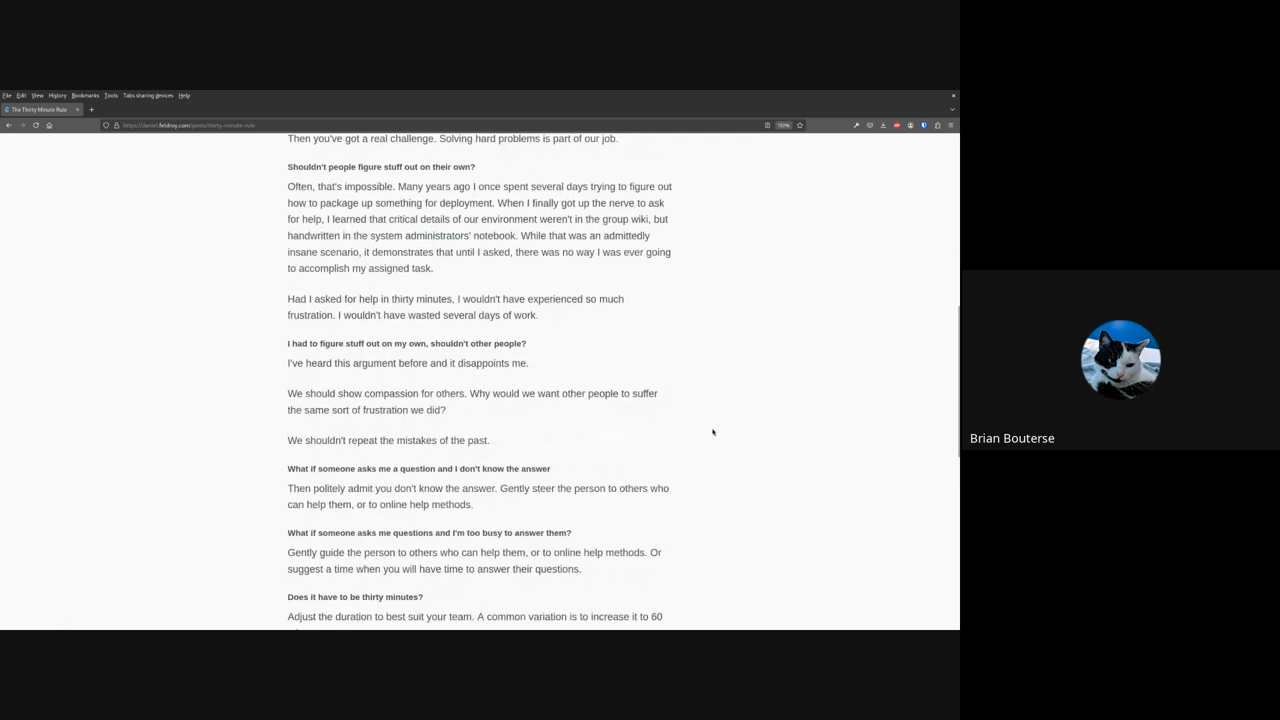 File Edit View History Bookmarks Tools Tabs sharing devices Help
The Thirty Minute Rule
https://daniel.feldroy.com/posts/thirty-minute-rule
Then you've got a real challenge. Solving hard problems is part of our job.
Shouldn't people figure stuff out on their own?
Often, that's impossible. Many years ago I once spent several days trying to figure out
how to package up something for deployment. When I finally got up the nerve to ask
for help, I learned that critical details of our environment weren't in the group wiki, but
handwritten in the system administrators' notebook. While that was an admittedly
insane scenario, it demonstrates that until I asked, there was no way I was ever going
to accomplish my assigned task.
Had I asked for help in thirty minutes, I wouldn't have experienced so much
frustration. I wouldn't have wasted several days of work.
I had to figure stuff out on my own, shouldn't other people?
I've heard this argument before and it disappoints me.
We should show compassion for others. Why would we want other people to suffer
the same sort of frustration we did?
We shouldn't repeat the mistakes of the past.
What if someone asks me a question and I don't know the answer
Then politely admit you don't know the answer. Gently steer the person to others who
can help them, or to online help methods.
What if someone asks me questions and I'm too busy to answer them?
Gently guide the person to others who can help them, or to online help methods. Or
suggest a time when you will have time to answer their questions.
Does it have to be thirty minutes?
Adjust the duration to best suit your team. A common variation is to increase it to 60
Brian Bouterse